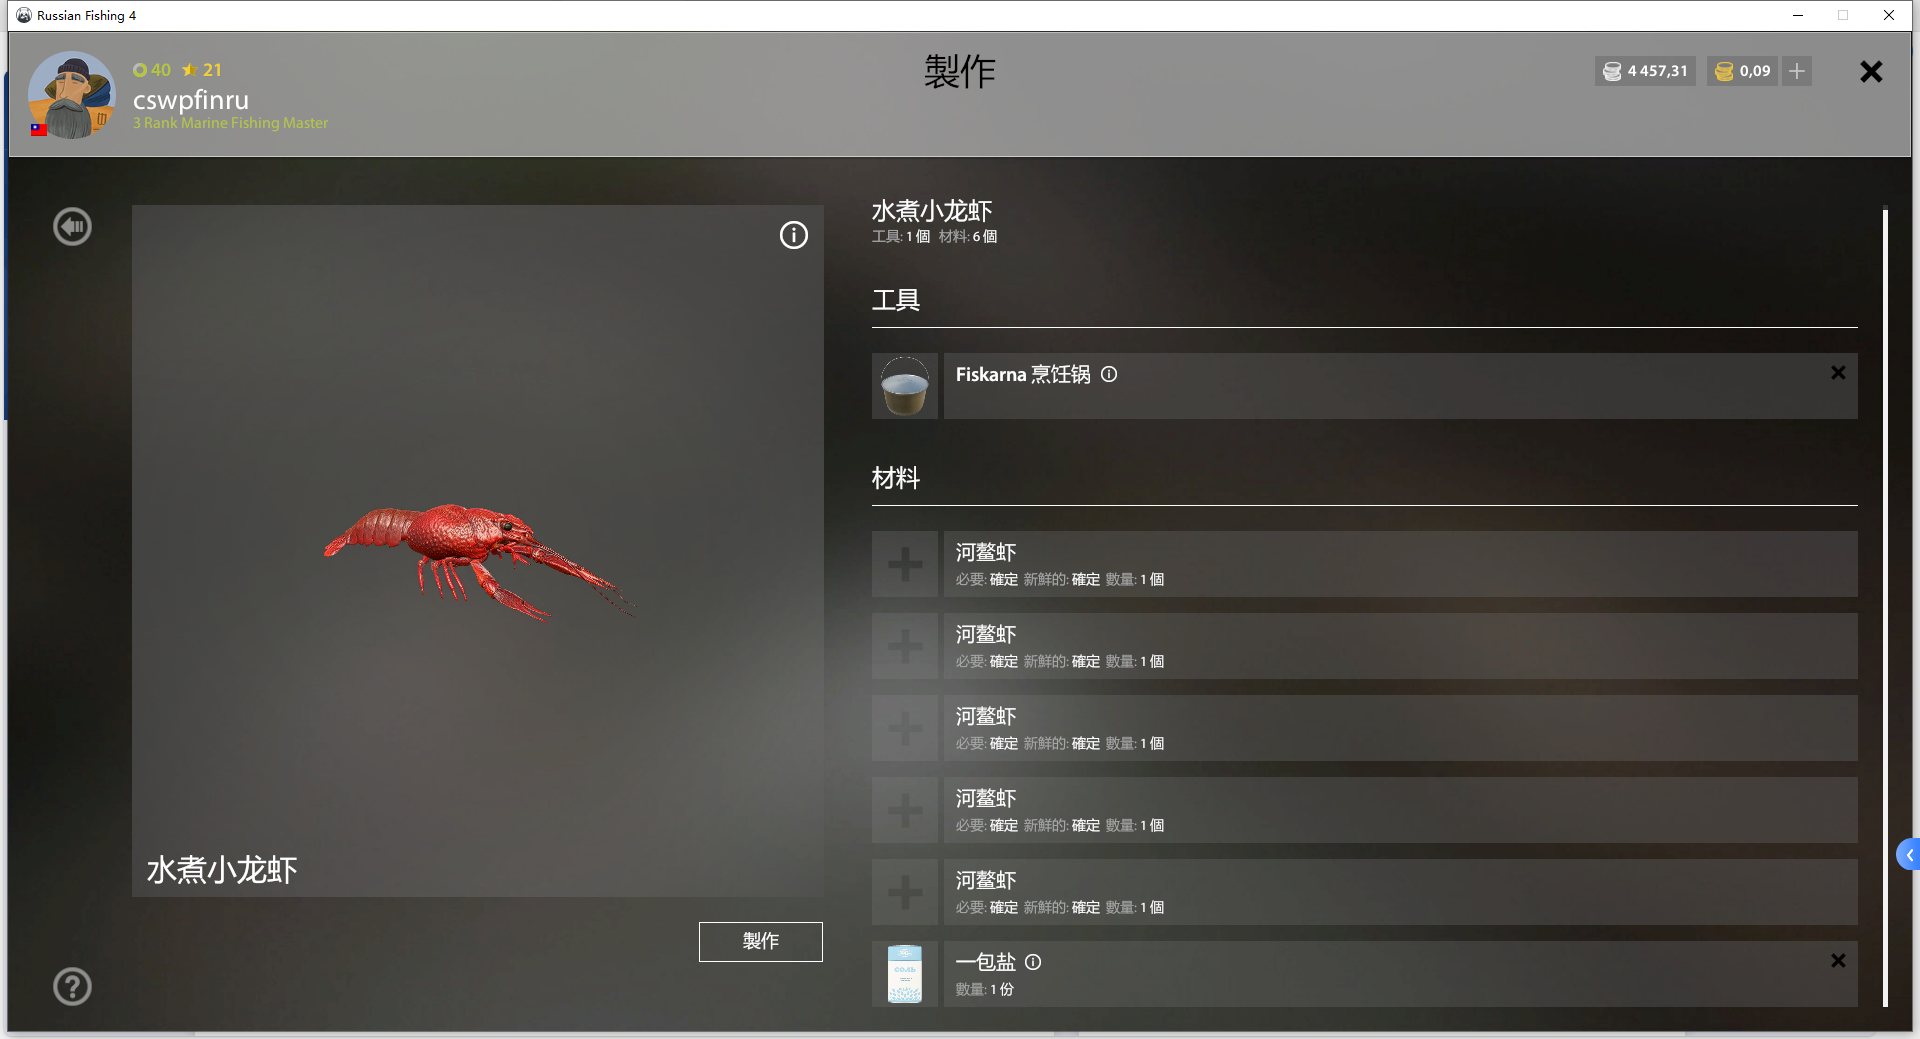 Russian Fishing 4
40 21
cswpfinru
3 Rank Marine Fishing Master
製作
4 457,31
0,09
水煮小龙虾
工具: 1 個 材料: 6 個
工具
Fiskarna 烹饪锅
材料
河螯虾
必要: 確定 新鮮的: 確定 數量: 1 個
河螯虾
必要: 確定 新鮮的: 確定 數量: 1 個
河螯虾
必要: 確定 新鮮的: 確定 數量: 1 個
河螯虾
必要: 確定 新鮮的: 確定 數量: 1 個
河螯虾
必要: 確定 新鮮的: 確定 數量: 1 個
一包盐
數量: 1 份
水煮小龙虾
製作